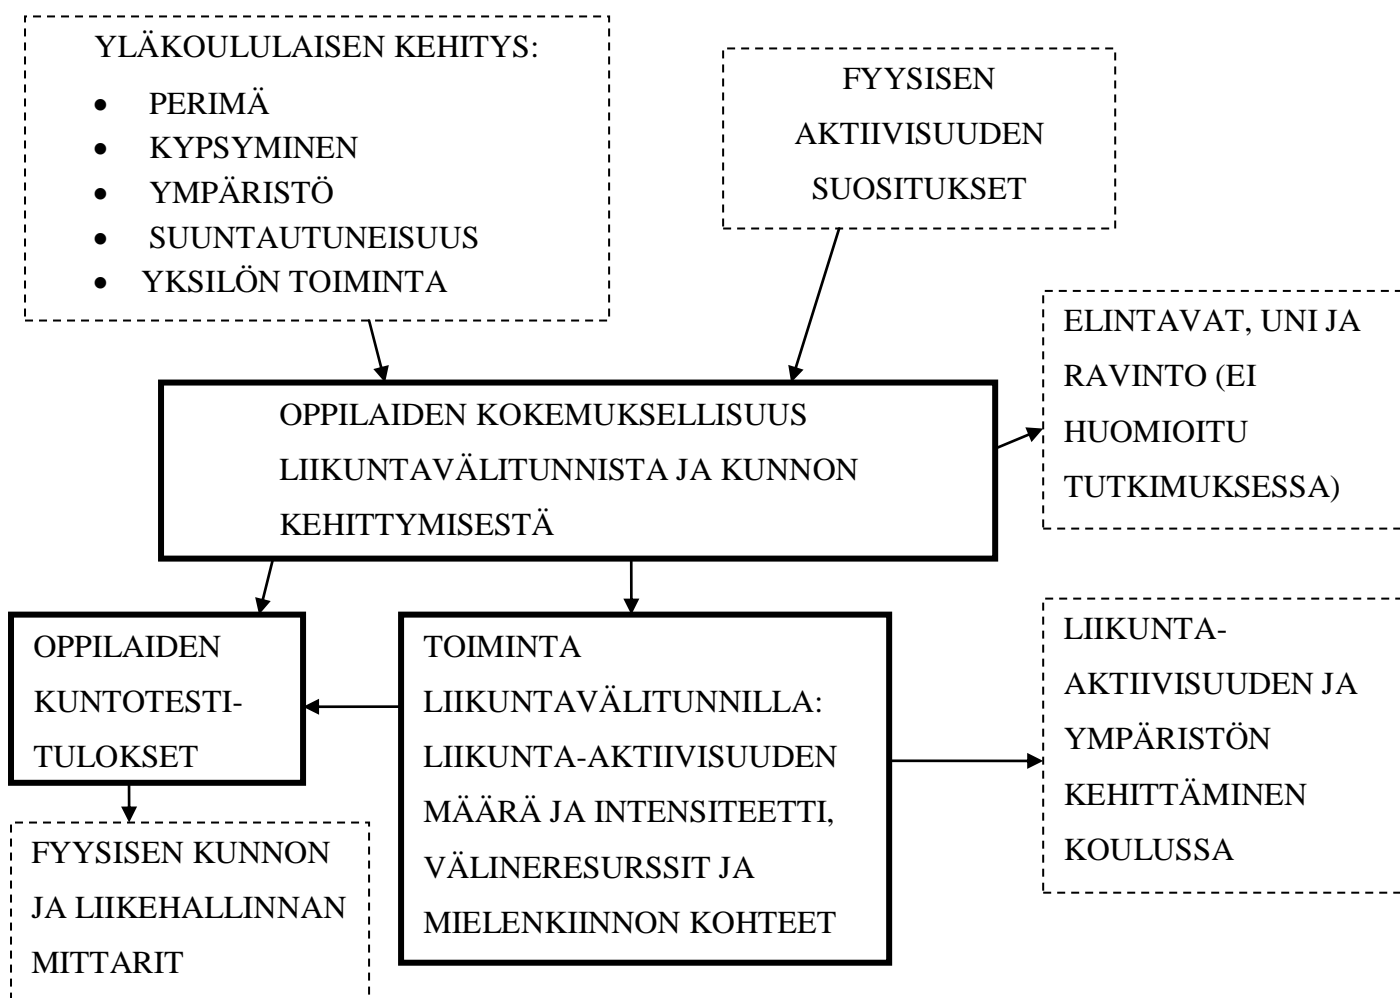 YLÄKOULULAISEN KEHITYS:
• PERIMÄ
• KYPSYMINEN
• YMPÄRISTÖ
• SUUNTAUTUNEISUUS
• YKSILÖN TOIMINTA
FYYSISEN
AKTIIVISUUDEN
SUOSITUKSET
ELINTAVAT, UNI JA
RAVINTO (EI
HUOMIOITU
TUTKIMUKSESSA)
OPPILAIDEN KOKEMUKSELLISUUS
LIIKUNTAVÄLITUNNISTA JA KUNNON
KEHITTYMISESTÄ
OPPILAIDEN
KUNTOTESTI-
TULOKSET
TOIMINTA
LIIKUNTAVÄLITUNNILLA:
LIIKUNTA-AKTIIVISUUDEN
MÄÄRÄ JA INTENSITEETTI,
VÄLINERESURSSIT JA
MIELENKIINNON KOHTEET
LIIKUNTA-
AKTIIVISUUDEN JA
YMPÄRISTÖN
KEHITTÄMINEN
KOULUSSA
FYYSISEN KUNNON
JA LIIKEHALLINNAN
MITTARIT